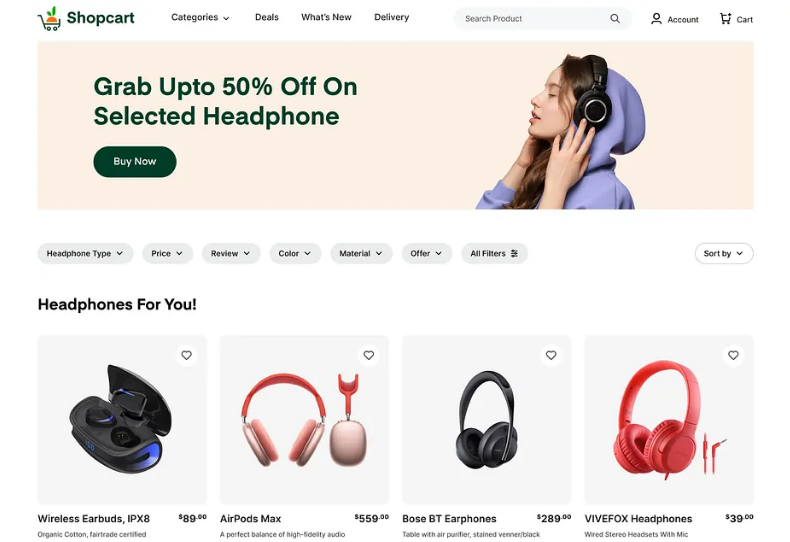 Shopcart
Categories Deals What's New Delivery
Search Product
Account Cart
Grab Upto 50% Off On
Selected Headphone
Buy Now
Headphone Type Price Review Color Material Offer All Filters Sort by
Headphones For You!
Wireless Earbuds, IPX8 $89.00
Organic Cotton, fairtrade certified
AirPods Max $559.00
A perfect balance of high-fidelity audio
Bose BT Earphones $289.00
Table with air purifier, stained venner/black
VIVEFOX Headphones $39.00
Wired Stereo Headsets With Mic